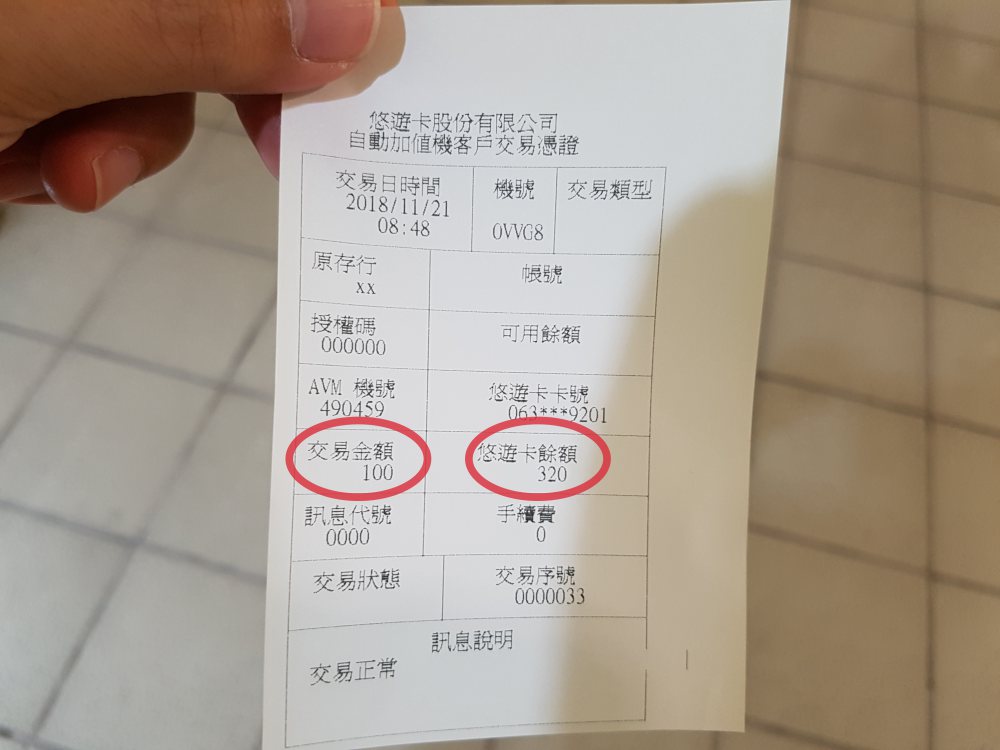 悠遊卡股份有限公司
自動加值機客戶交易憑證
交易日時間 機號 交易類型
2018/11/21
08:48 0VVG8
原存行 帳號
xx
授權碼 可用餘額
000000
AVM 機號 悠遊卡卡號
490459 063***9201
交易金額 悠遊卡餘額
100 320
訊息代號 手續費
0000 0
交易狀態 交易序號
0000033
訊息說明
交易正常